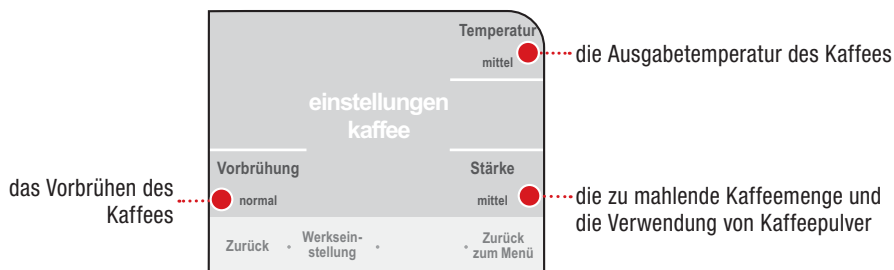 Temperatur
mittel
die Ausgabetemperatur des Kaffees
einstellungen
kaffee
das Vorbrühen des
Kaffees
Vorbrühung
normal
Stärke
mittel
die zu mahlende Kaffeemenge und
die Verwendung von Kaffeepulver
Zurück
Werksein-
stellung
Zurück
zum Menü